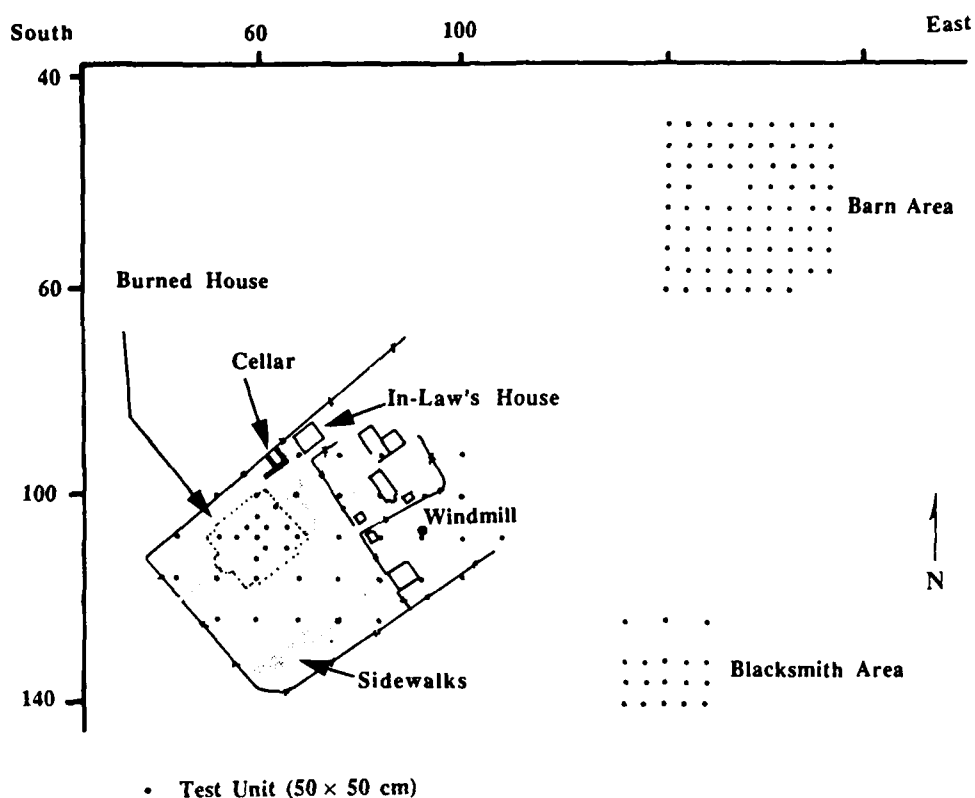 South 60 100 East
40
Barn Area
60
Burned House
Cellar
In-Law's House
100
Windmill
N
Blacksmith Area
Sidewalks
140
• Test Unit (50 × 50 cm)